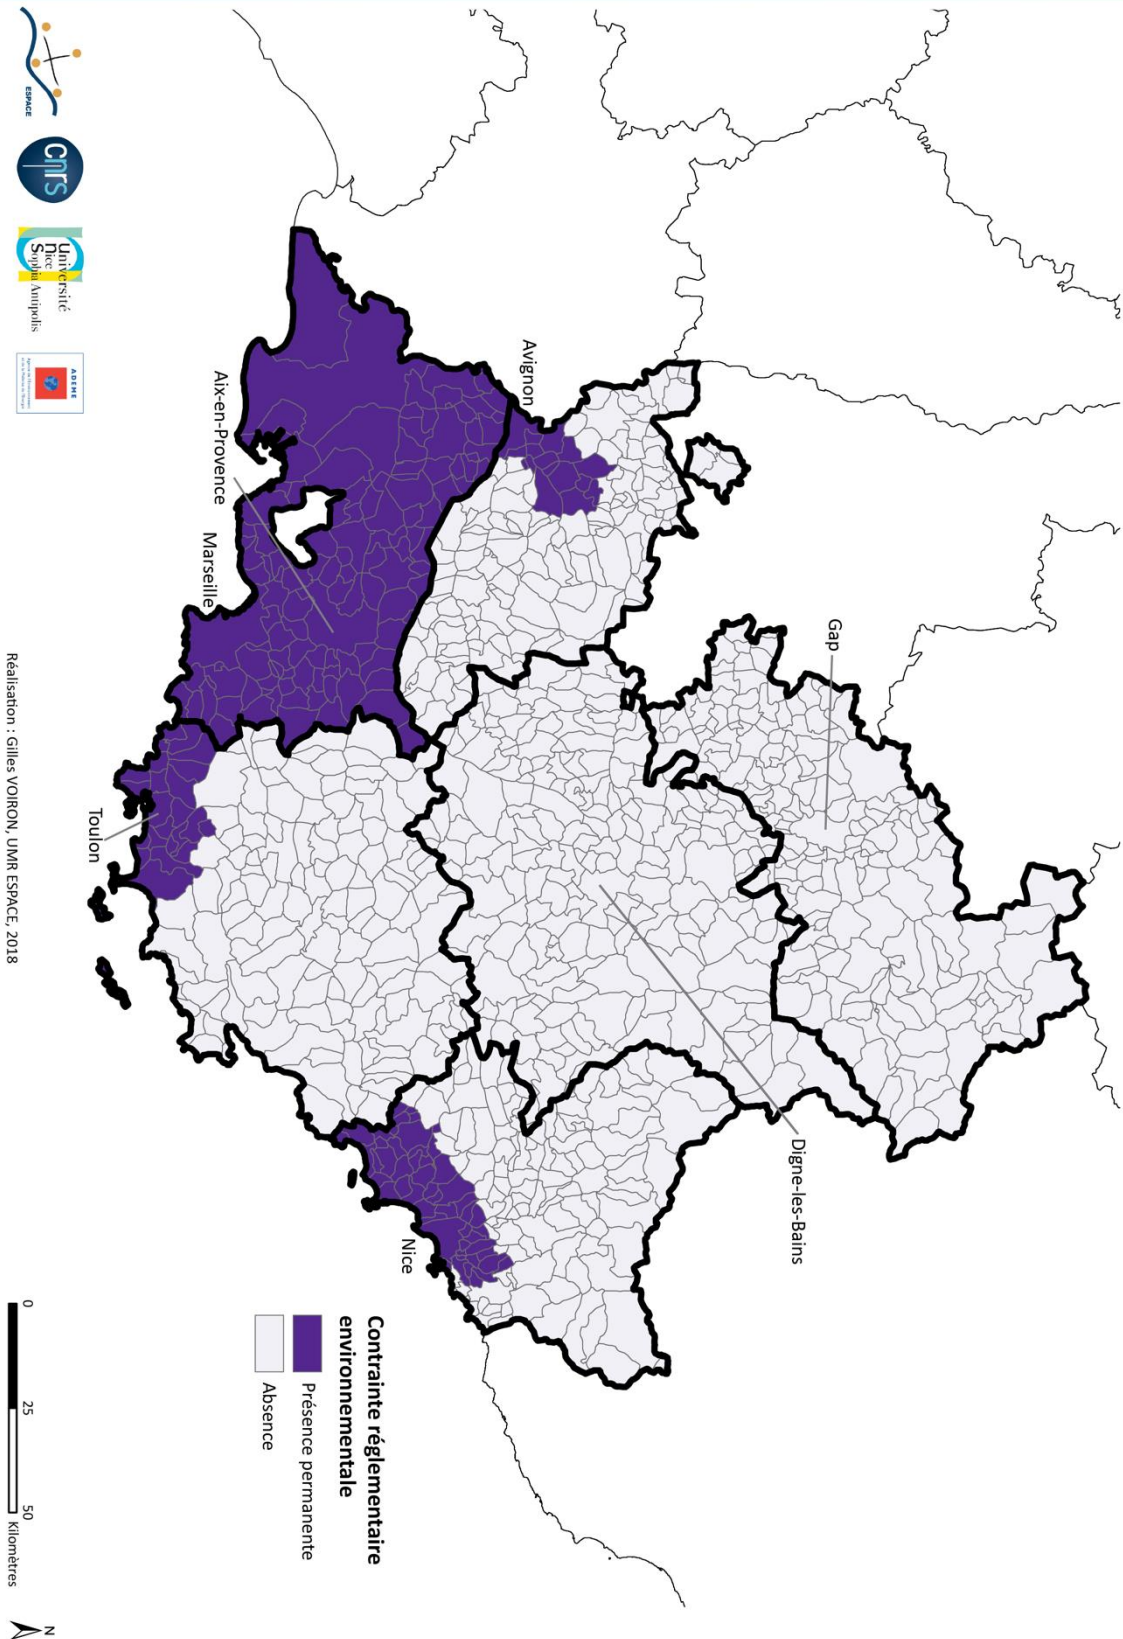 Gap
Digne-les-Bains
Avignon
Aix-en-Provence
Marseille
Toulon
Nice
Contrainte réglementaire
environnementale
Présence permanente
Absence
ESPACE
cnrs
Université
nice
Sophia Antipolis
ADEME
Réalisation : Gilles VOIRON, UMR ESPACE, 2018
0 25 50
Kilomètres
N